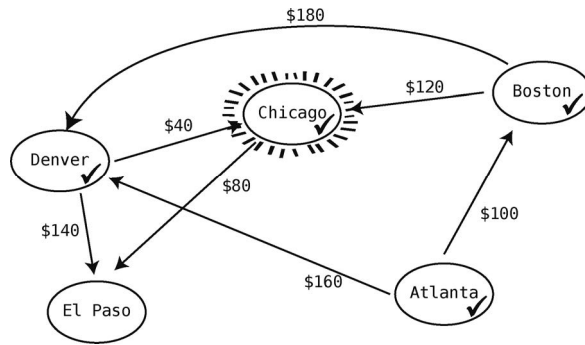 $180
Boston
$120
Chicago
$40
Denver
$80
$140
$100
$160
Atlanta
El Paso